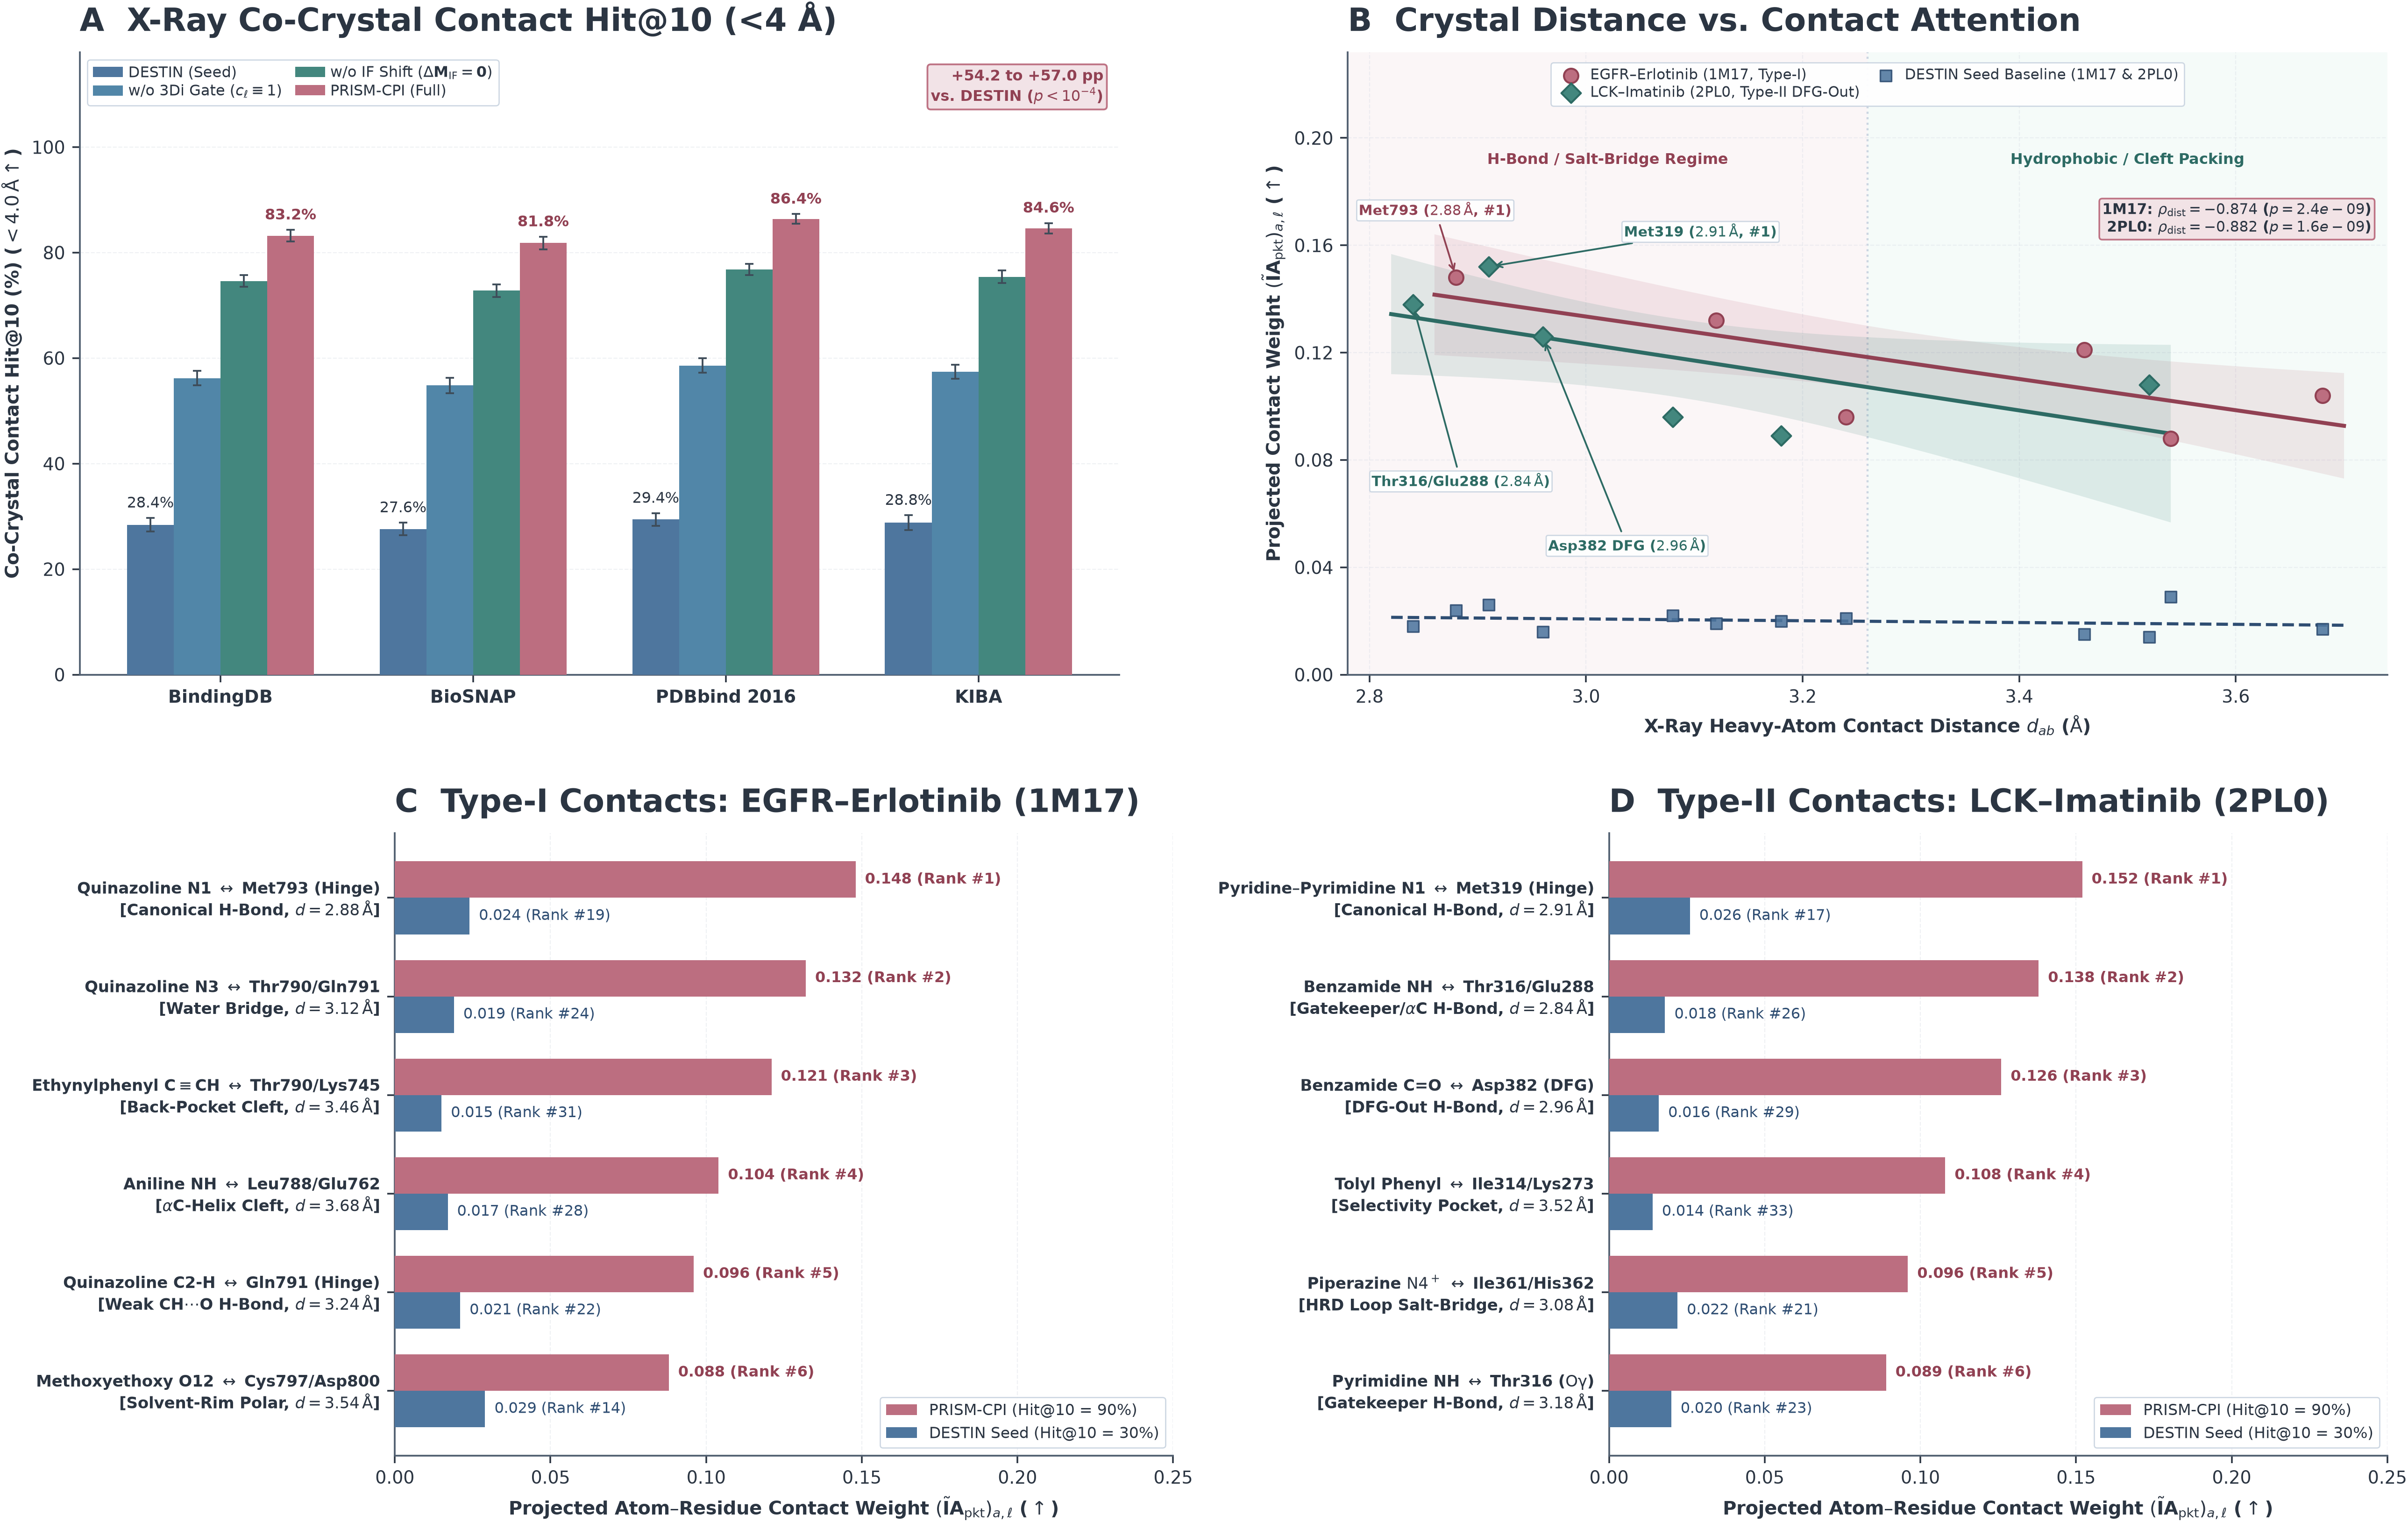 A X-Ray Co-Crystal Contact Hit@10 (<4 Å)
DESTIN (Seed)
w/o 3Di Gate (cℓ ≡ 1)
w/o IF Shift (ΔM_IF = 0)
PRISM-CPI (Full)
+54.2 to +57.0 pp
vs. DESTIN (p < 10⁻⁴)
Co-Crystal Contact Hit@10 (%) (< 4.0 Å ↑)
100
80
60
40
20
0
28.4%
83.2%
27.6%
81.8%
29.4%
86.4%
28.8%
84.6%
BindingDB
BioSNAP
PDBbind 2016
KIBA
B Crystal Distance vs. Contact Attention
EGFR–Erlotinib (1M17, Type-I)
LCK–Imatinib (2PL0, Type-II DFG-Out)
DESTIN Seed Baseline (1M17 & 2PL0)
H-Bond / Salt-Bridge Regime
Hydrophobic / Cleft Packing
1M17: ρ_dist = −0.874 (p = 2.4e − 09)
2PL0: ρ_dist = −0.882 (p = 1.6e − 09)
Met793 (2.88 Å, #1)
Met319 (2.91 Å, #1)
Thr316/Glu288 (2.84 Å)
Asp382 DFG (2.96 Å)
Projected Contact Weight (ĨA_pkt)_a,ℓ (↑)
0.20
0.16
0.12
0.08
0.04
0.00
2.8
3.0
3.2
3.4
3.6
X-Ray Heavy-Atom Contact Distance d_ab (Å)
C Type-I Contacts: EGFR–Erlotinib (1M17)
Quinazoline N1 ↔ Met793 (Hinge)
[Canonical H-Bond, d = 2.88 Å]
0.148 (Rank #1)
0.024 (Rank #19)
Quinazoline N3 ↔ Thr790/Gln791
[Water Bridge, d = 3.12 Å]
0.132 (Rank #2)
0.019 (Rank #24)
Ethynylphenyl C≡CH ↔ Thr790/Lys745
[Back-Pocket Cleft, d = 3.46 Å]
0.121 (Rank #3)
0.015 (Rank #31)
Aniline NH ↔ Leu788/Glu762
[αC-Helix Cleft, d = 3.68 Å]
0.104 (Rank #4)
0.017 (Rank #28)
Quinazoline C2-H ↔ Gln791 (Hinge)
[Weak CH⋯O H-Bond, d = 3.24 Å]
0.096 (Rank #5)
0.021 (Rank #22)
Methoxyethoxy O12 ↔ Cys797/Asp800
[Solvent-Rim Polar, d = 3.54 Å]
0.088 (Rank #6)
0.029 (Rank #14)
PRISM-CPI (Hit@10 = 90%)
DESTIN Seed (Hit@10 = 30%)
0.00
0.05
0.10
0.15
0.20
0.25
Projected Atom–Residue Contact Weight (ĨA_pkt)_a,ℓ (↑)
D Type-II Contacts: LCK–Imatinib (2PL0)
Pyridine–Pyrimidine N1 ↔ Met319 (Hinge)
[Canonical H-Bond, d = 2.91 Å]
0.152 (Rank #1)
0.026 (Rank #17)
Benzamide NH ↔ Thr316/Glu288
[Gatekeeper/αC H-Bond, d = 2.84 Å]
0.138 (Rank #2)
0.018 (Rank #26)
Benzamide C=O ↔ Asp382 (DFG)
[DFG-Out H-Bond, d = 2.96 Å]
0.126 (Rank #3)
0.016 (Rank #29)
Tolyl Phenyl ↔ Ile314/Lys273
[Selectivity Pocket, d = 3.52 Å]
0.108 (Rank #4)
0.014 (Rank #33)
Piperazine N4⁺ ↔ Ile361/His362
[HRD Loop Salt-Bridge, d = 3.08 Å]
0.096 (Rank #5)
0.022 (Rank #21)
Pyrimidine NH ↔ Thr316 (Oγ)
[Gatekeeper H-Bond, d = 3.18 Å]
0.089 (Rank #6)
0.020 (Rank #23)
PRISM-CPI (Hit@10 = 90%)
DESTIN Seed (Hit@10 = 30%)
0.00
0.05
0.10
0.15
0.20
0.25
Projected Atom–Residue Contact Weight (ĨA_pkt)_a,ℓ (↑)